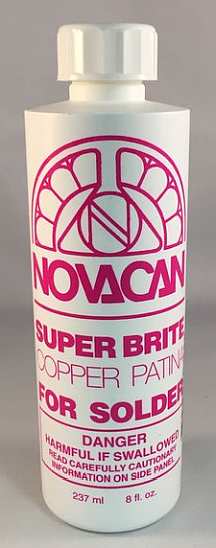 N
NOVACAN
SUPER BRITE
COPPER PATINA
FOR SOLDER
DANGER
HARMFUL IF SWALLOWED
READ CAREFULLY CAUTIONARY
INFORMATION ON SIDE PANEL
237 ml 8 fl. oz.